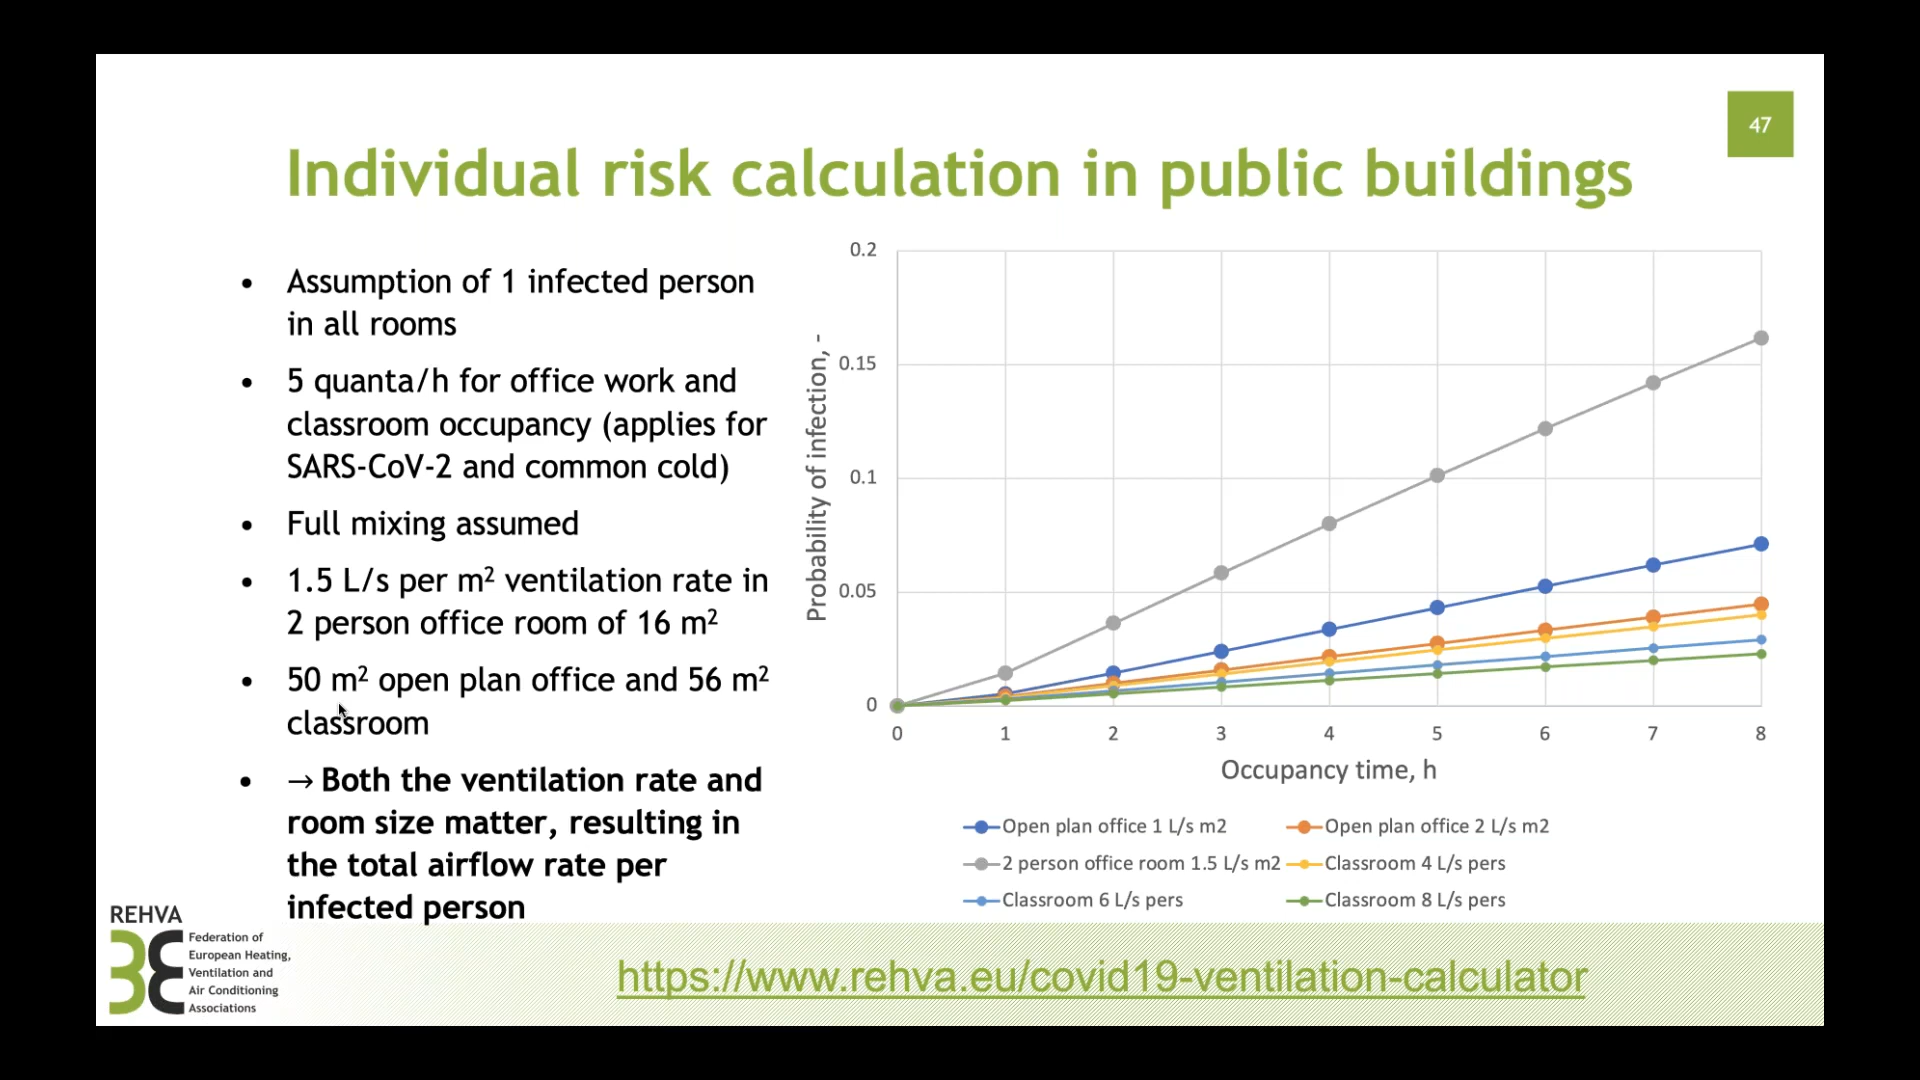 47
Individual risk calculation in public buildings
• Assumption of 1 infected person
in all rooms
• 5 quanta/h for office work and
classroom occupancy (applies for
SARS-CoV-2 and common cold)
• Full mixing assumed
• 1.5 L/s per m² ventilation rate in
2 person office room of 16 m²
• 50 m² open plan office and 56 m²
classroom
• → Both the ventilation rate and
room size matter, resulting in
the total airflow rate per
infected person
Probability of infection, -
0.2
0.15
0.1
0.05
0
0 1 2 3 4 5 6 7 8
Occupancy time, h
Open plan office 1 L/s m2
Open plan office 2 L/s m2
2 person office room 1.5 L/s m2
Classroom 4 L/s pers
Classroom 6 L/s pers
Classroom 8 L/s pers
REHVA
Federation of
European Heating,
Ventilation and
Air Conditioning
Associations
https://www.rehva.eu/covid19-ventilation-calculator